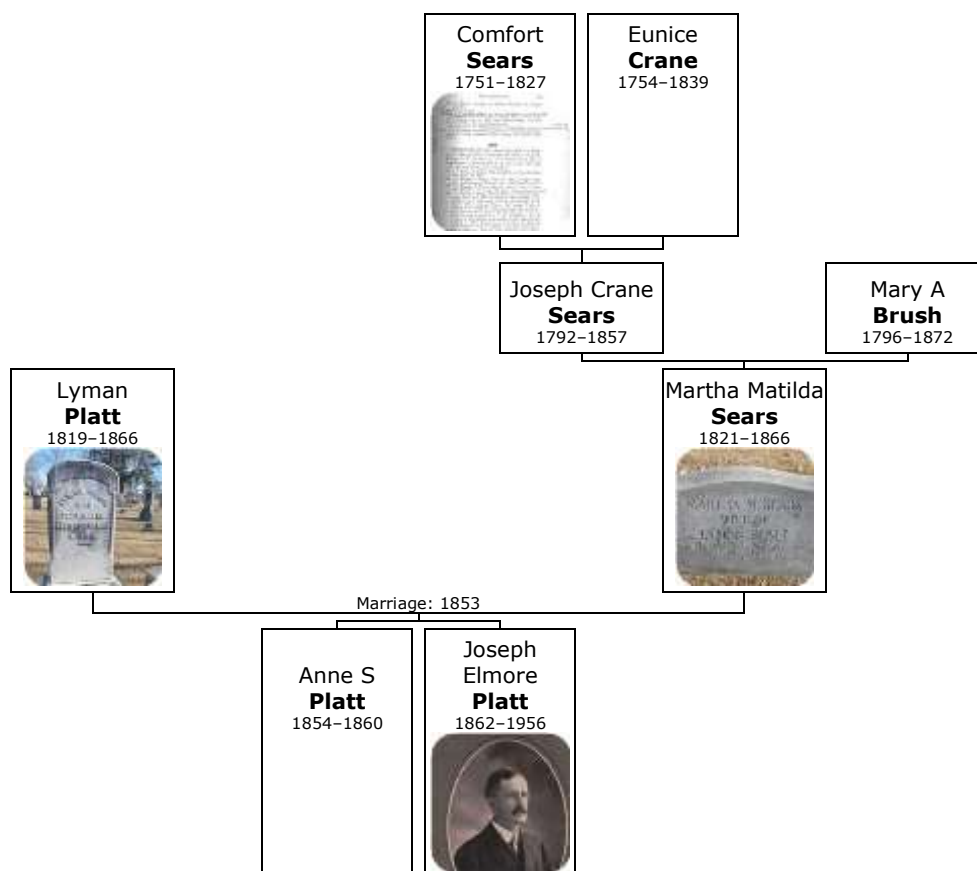 Comfort
Sears
1751–1827
Eunice
Crane
1754–1839
Joseph Crane
Sears
1792–1857
Mary A
Brush
1796–1872
Lyman
Platt
1819–1866
Martha Matilda
Sears
1821–1866
Marriage: 1853
Anne S
Platt
1854–1860
Joseph
Elmore
Platt
1862–1956